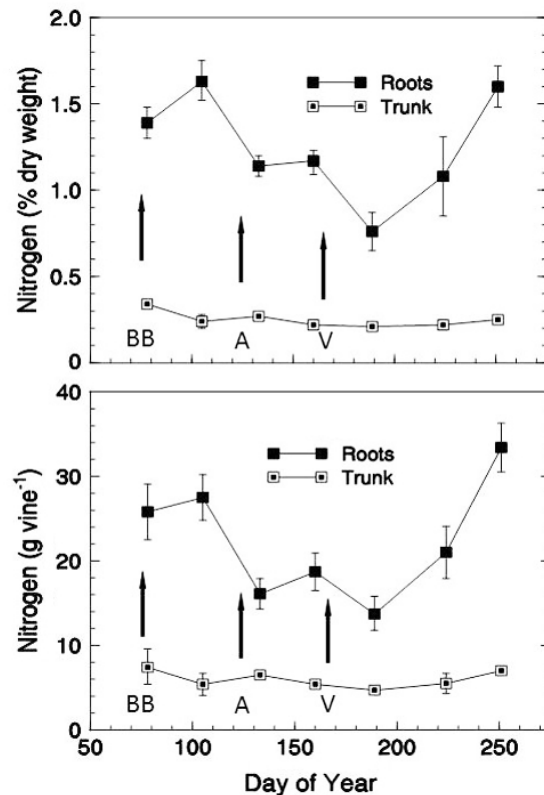 2.0
Nitrogen (% dry weight)
1.5
1.0
0.5
0
Roots
Trunk
BB
A
V
40
Nitrogen (g vine⁻¹)
30
20
10
0
Roots
Trunk
BB
A
V
50 100 150 200 250
Day of Year